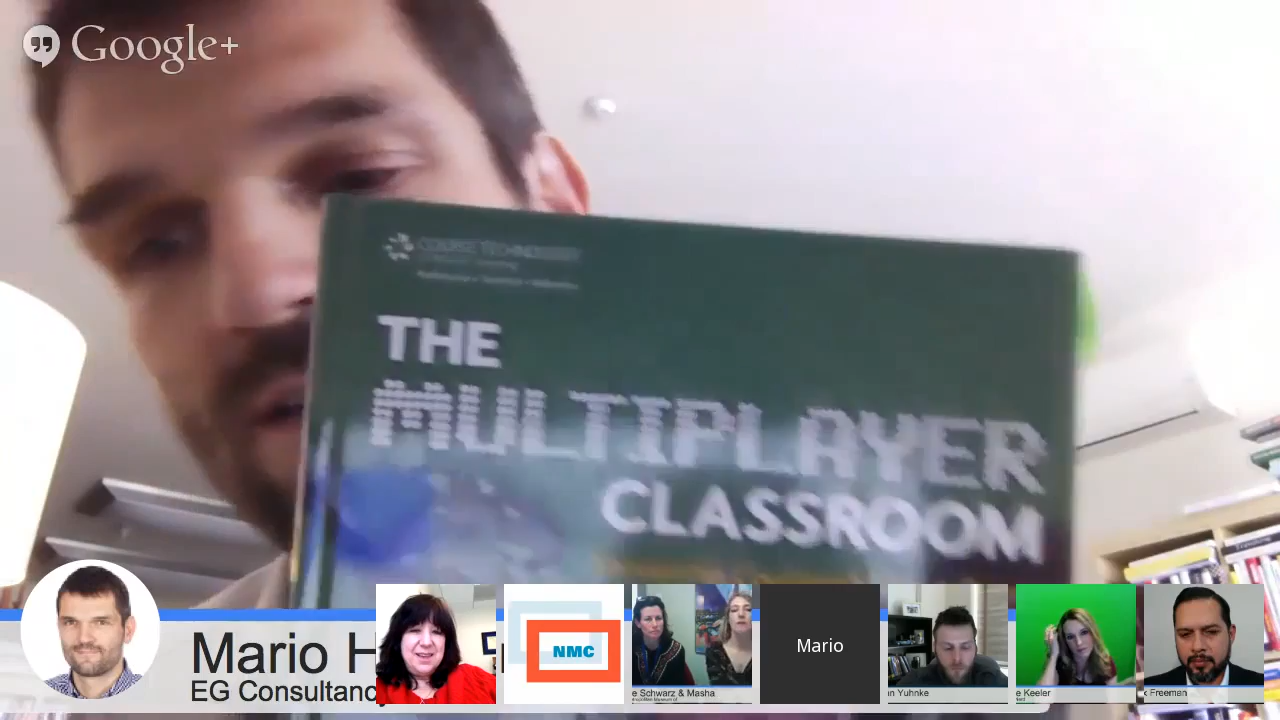 Google+
COURSE TECHNOLOGY
THE
MULTIPLAYER
CLASSROOM
Mario H
EG Consultancy
NMC
e Schwarz & Masha
Mario
n Yuhnke
e Keeler
Freeman